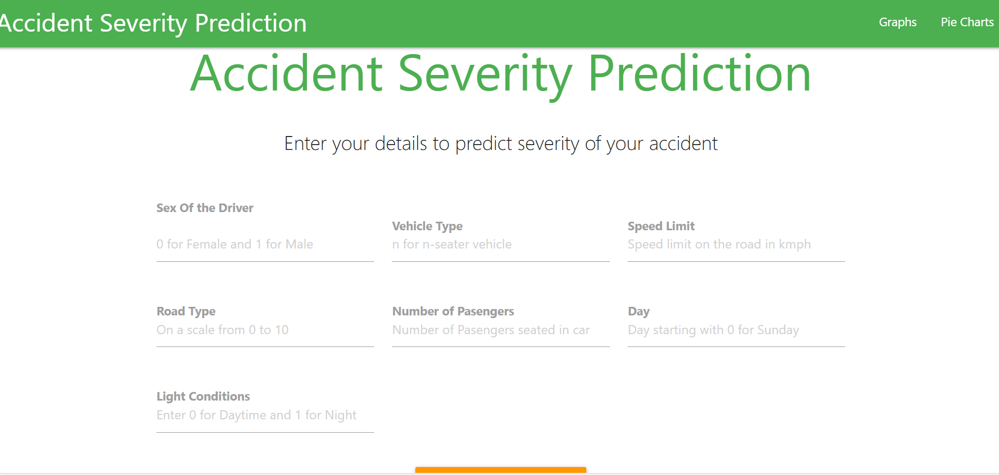 Accident Severity Prediction
Graphs
Pie Charts
Accident Severity Prediction
Enter your details to predict severity of your accident
Sex Of the Driver
0 for Female and 1 for Male
Vehicle Type
n for n-seater vehicle
Speed Limit
Speed limit on the road in kmph
Road Type
On a scale from 0 to 10
Number of Pasengers
Number of Pasengers seated in car
Day
Day starting with 0 for Sunday
Light Conditions
Enter 0 for Daytime and 1 for Night